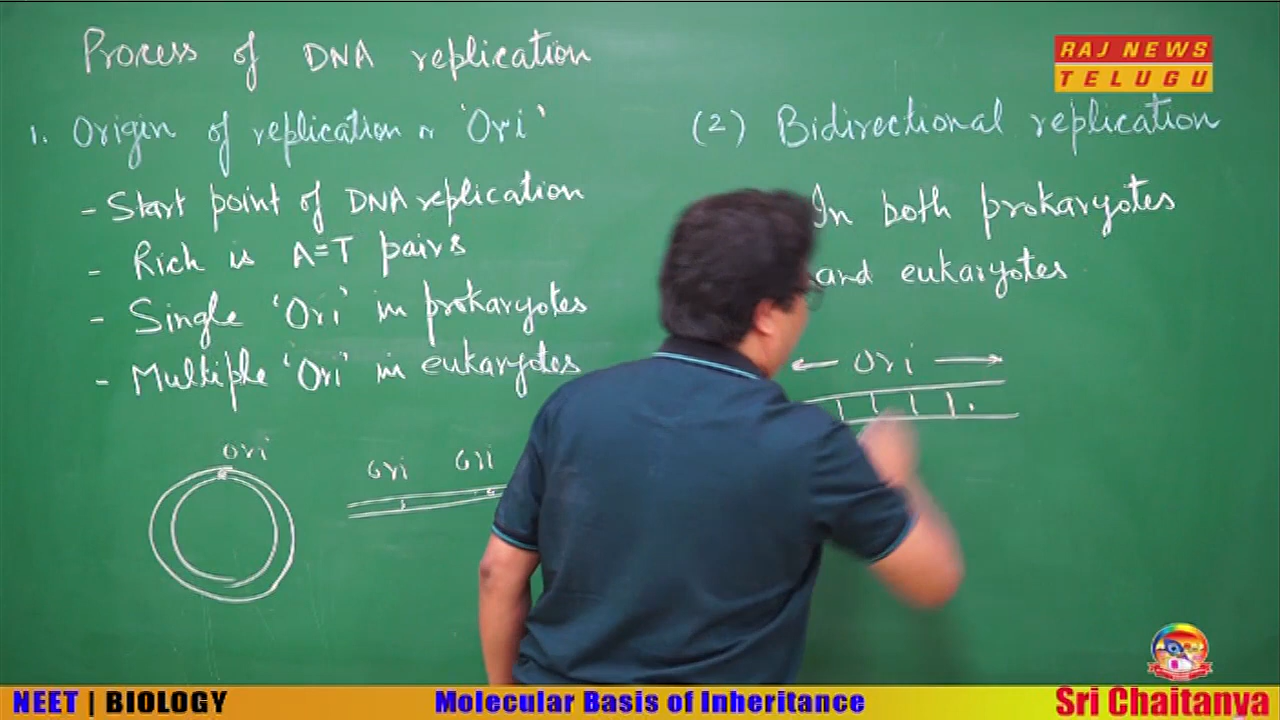 Process of DNA replication
1. Origin of replication ~ 'Ori'
- Start point of DNA replication
- Rich is A=T pairs
- Single 'Ori' in prokaryotes
- Multiple 'Ori' in eukaryotes
ori
ori ori
(2) Bidirectional replication
In both prokaryotes
and eukaryotes
← Ori →
RAJ NEWS
TELUGU
NEET | BIOLOGY
Molecular Basis of Inheritance
Sri Chaitanya